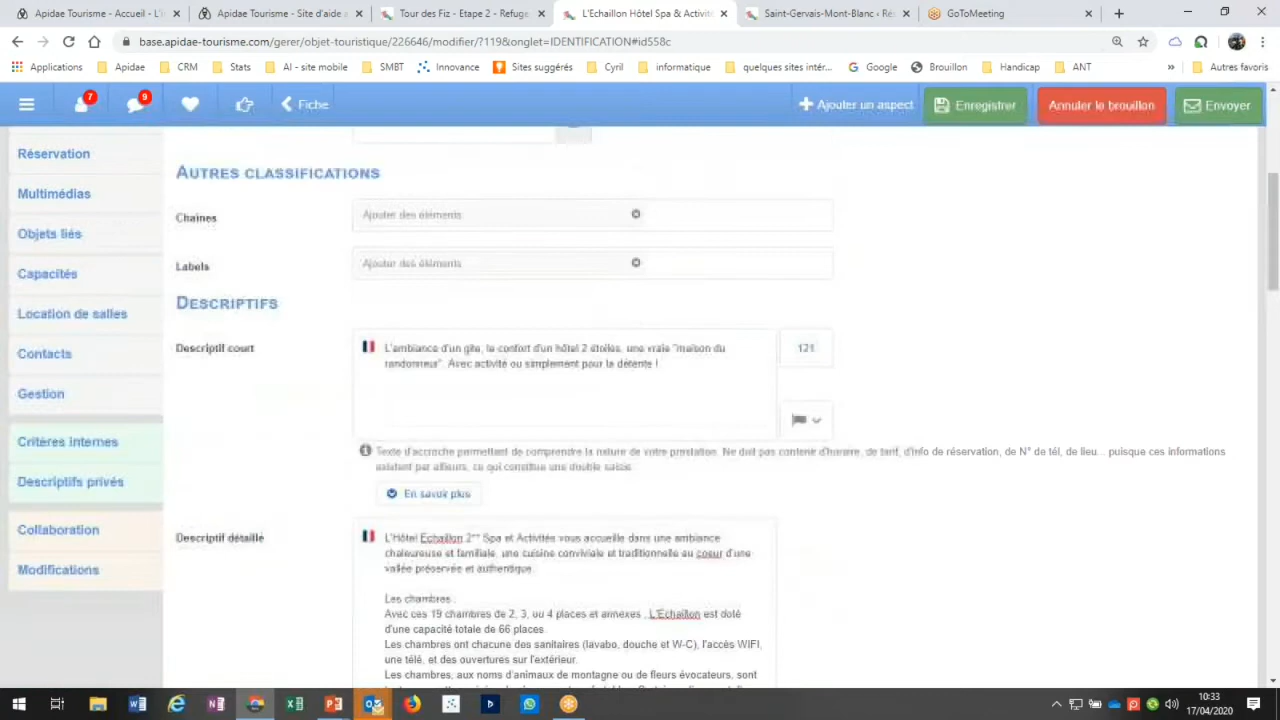 Apidae Tourisme - Accueil - L'i
Apidae Tourisme - Site d'aide a
Tour des Fiz - Etape 2 - Refuge
L'Echaillon Hôtel Spa & Activité
Saint-Gervais-Mont-Blanc « Rés
GoToMeeting
base.apidae-tourisme.com/gerer/objet-touristique/226646/modifier/?119&onglet=IDENTIFICATION#id558c
Applications
Apidae
CRM
Stats
AI - site mobile
SMBT
Innovance
Sites suggérés
Cyril
informatique
quelques sites intér...
Google
Brouillon
Handicap
ANT
»
Autres favoris
7
9
Fiche
Ajouter un aspect
Enregistrer
Annuler le brouillon
Envoyer
Réservation
Multimédias
Objets liés
Capacités
Location de salles
Contacts
Gestion
Critères internes
Descriptifs privés
Collaboration
Modifications
AUTRES CLASSIFICATIONS
Chaînes
Ajouter des éléments
Labels
Ajouter des éléments
DESCRIPTIFS
Descriptif court
L'ambiance d'un gîte, le confort d'un hôtel 2 étoiles, une vraie "maison du
randonneur". Avec activité ou simplement pour la détente !
121
Texte d'accroche permettant de comprendre la nature de votre prestation. Ne doit pas contenir d'horaire, de tarif, d'info de réservation, de N° de tél, de lieu... puisque ces informations
existent par ailleurs, ce qui constitue une double saisie.
En savoir plus
Descriptif détaillé
L'Hôtel Echaillon 2** Spa et Activités vous accueille dans une ambiance
chaleureuse et familiale, une cuisine conviviale et traditionnelle au coeur d'une
vallée préservée et authentique.
Les chambres :
Avec ces 19 chambres de 2, 3, ou 4 places et annexes , L'Echaillon est doté
d'une capacité totale de 66 places.
Les chambres ont chacune des sanitaires (lavabo, douche et W-C), l'accès WIFI,
une télé, et des ouvertures sur l'extérieur.
Les chambres, aux noms d'animaux de montagne ou de fleurs évocateurs, sont
10:33
17/04/2020